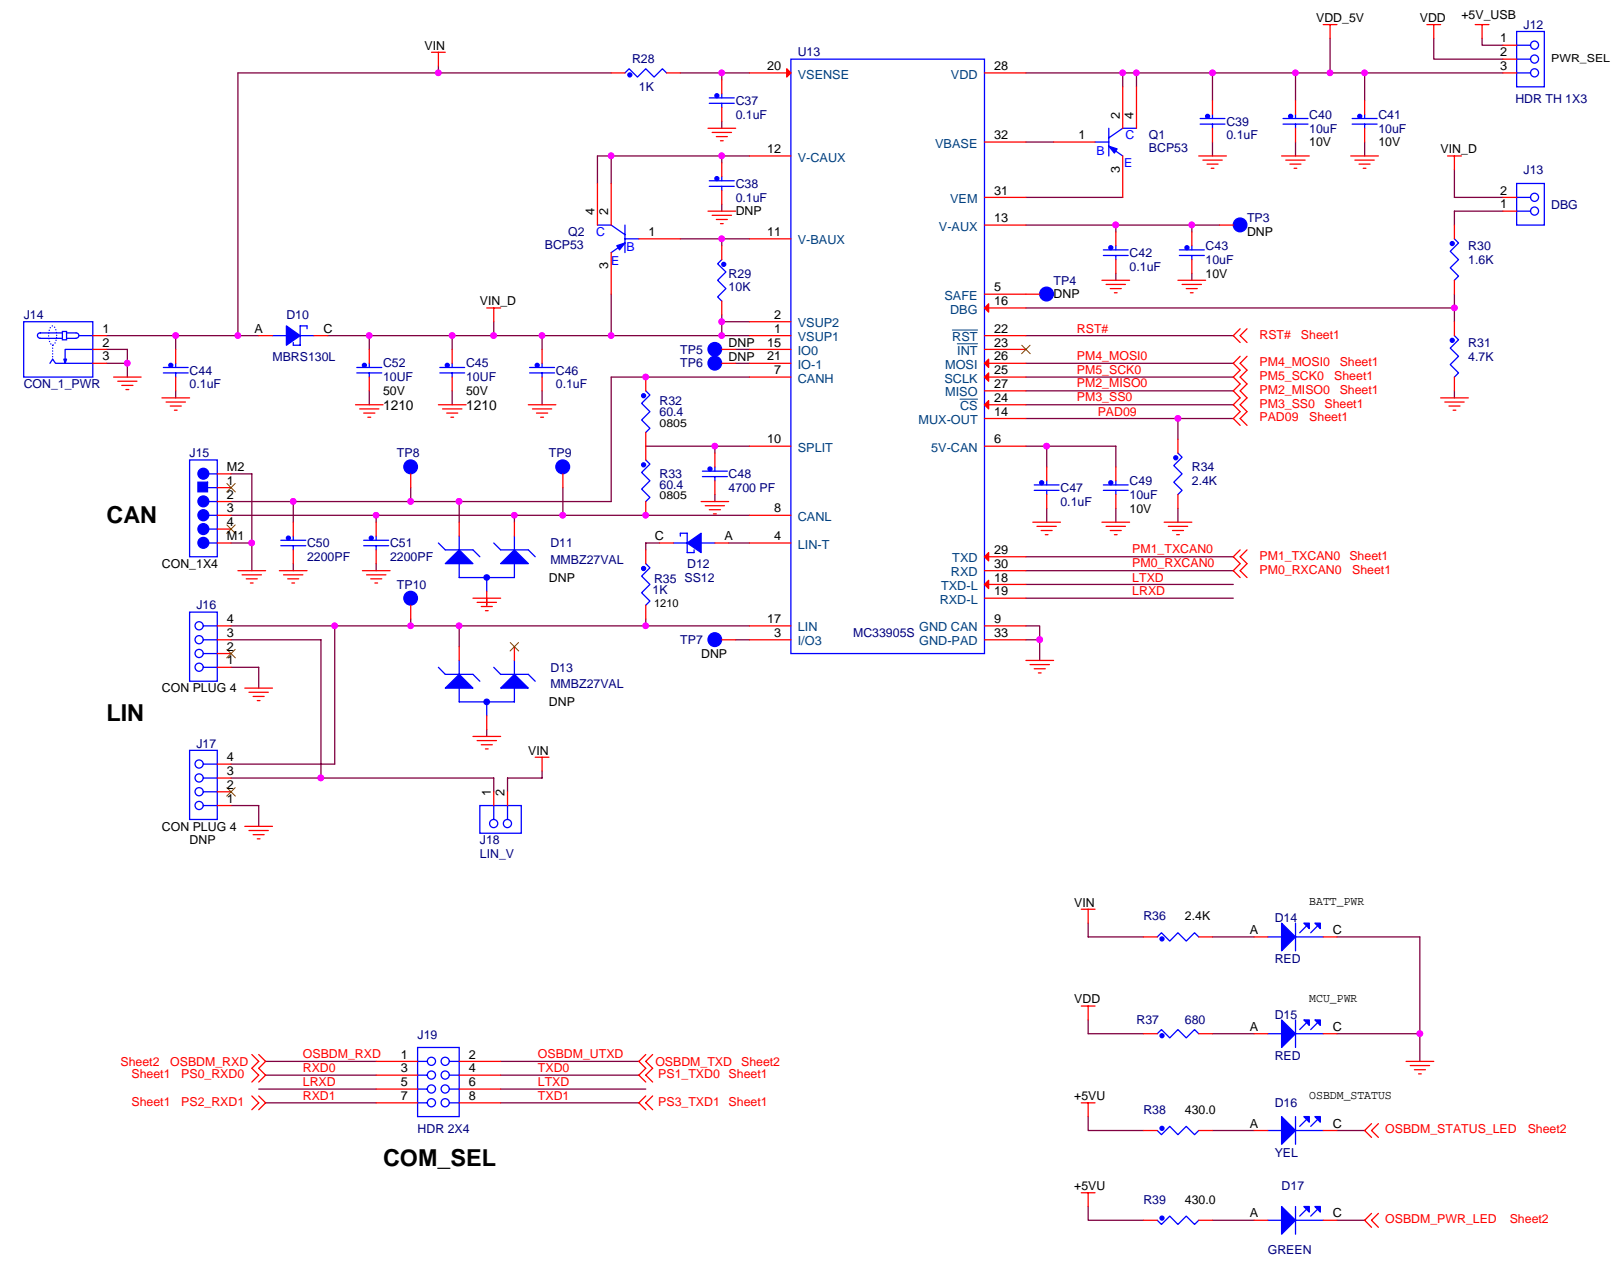 VIN
R28
1K
C37
0.1uF
20
U13
VSENSE
VDD
28
VDD_5V
VDD
+5V_USB
J12
1
2
3
PWR_SEL
HDR TH 1X3
12
V-CAUX
C38
0.1uF
DNP
4
2
C
Q2
BCP53
B
E
3
1
11
V-BAUX
R29
10K
VBASE
32
1
2
4
C
B
E
3
Q1
BCP53
VEM
31
C39
0.1uF
C40
10uF
10V
C41
10uF
10V
VIN_D
J13
2
1
DBG
V-AUX
13
TP3
DNP
C42
0.1uF
C43
10uF
10V
R30
1.6K
SAFE
5
TP4
DNP
DBG
16
R31
4.7K
J14
1
2
3
CON_1_PWR
C44
0.1uF
A
D10
C
MBRS130L
VIN_D
C52
10UF
50V
1210
C45
10UF
50V
1210
C46
0.1uF
2
VSUP2
1
VSUP1
TP5
DNP
15
IO0
TP6
DNP
21
IO-1
7
CANH
RST
22
RST#
RST# Sheet1
INT
23
MOSI
26
PM4_MOSI0
PM4_MOSI0 Sheet1
SCLK
25
PM5_SCK0
PM5_SCK0 Sheet1
MISO
27
PM2_MISO0
PM2_MISO0 Sheet1
CS
24
PM3_SS0
PM3_SS0 Sheet1
MUX-OUT
14
PAD09
PAD09 Sheet1
R32
60.4
0805
10
SPLIT
C48
4700 PF
R33
60.4
0805
5V-CAN
6
C47
0.1uF
C49
10uF
10V
R34
2.4K
CAN
J15
M2
1
2
3
4
M1
CON_1X4
TP8
TP9
C50
2200PF
C51
2200PF
D11
MMBZ27VAL
DNP
8
CANL
4
LIN-T
C
D12
SS12
A
R35
1K
1210
TXD
29
PM1_TXCAN0
PM1_TXCAN0 Sheet1
RXD
30
PM0_RXCAN0
PM0_RXCAN0 Sheet1
TXD-L
18
LTXD
RXD-L
19
LRXD
TP10
J16
4
3
2
1
CON PLUG 4
17
LIN
TP7
DNP
3
I/O3
MC33905S
GND CAN
9
GND-PAD
33
D13
MMBZ27VAL
DNP
LIN
J17
4
3
2
1
CON PLUG 4
DNP
VIN
1
2
J18
LIN_V
VIN
R36
2.4K
A
D14
C
RED
BATT_PWR
VDD
R37
680
A
D15
C
RED
MCU_PWR
+5VU
R38
430.0
A
D16
C
YEL
OSBDM_STATUS
OSBDM_STATUS_LED Sheet2
+5VU
R39
430.0
A
D17
C
GREEN
OSBDM_PWR_LED Sheet2
J19
Sheet2 OSBDM_RXD
OSBDM_RXD
1
2
OSBDM_UTXD
OSBDM_TXD Sheet2
Sheet1 PS0_RXD0
RXD0
3
4
TXD0
PS1_TXD0 Sheet1
LRXD
5
6
LTXD
Sheet1 PS2_RXD1
RXD1
7
8
TXD1
PS3_TXD1 Sheet1
HDR 2X4
COM_SEL